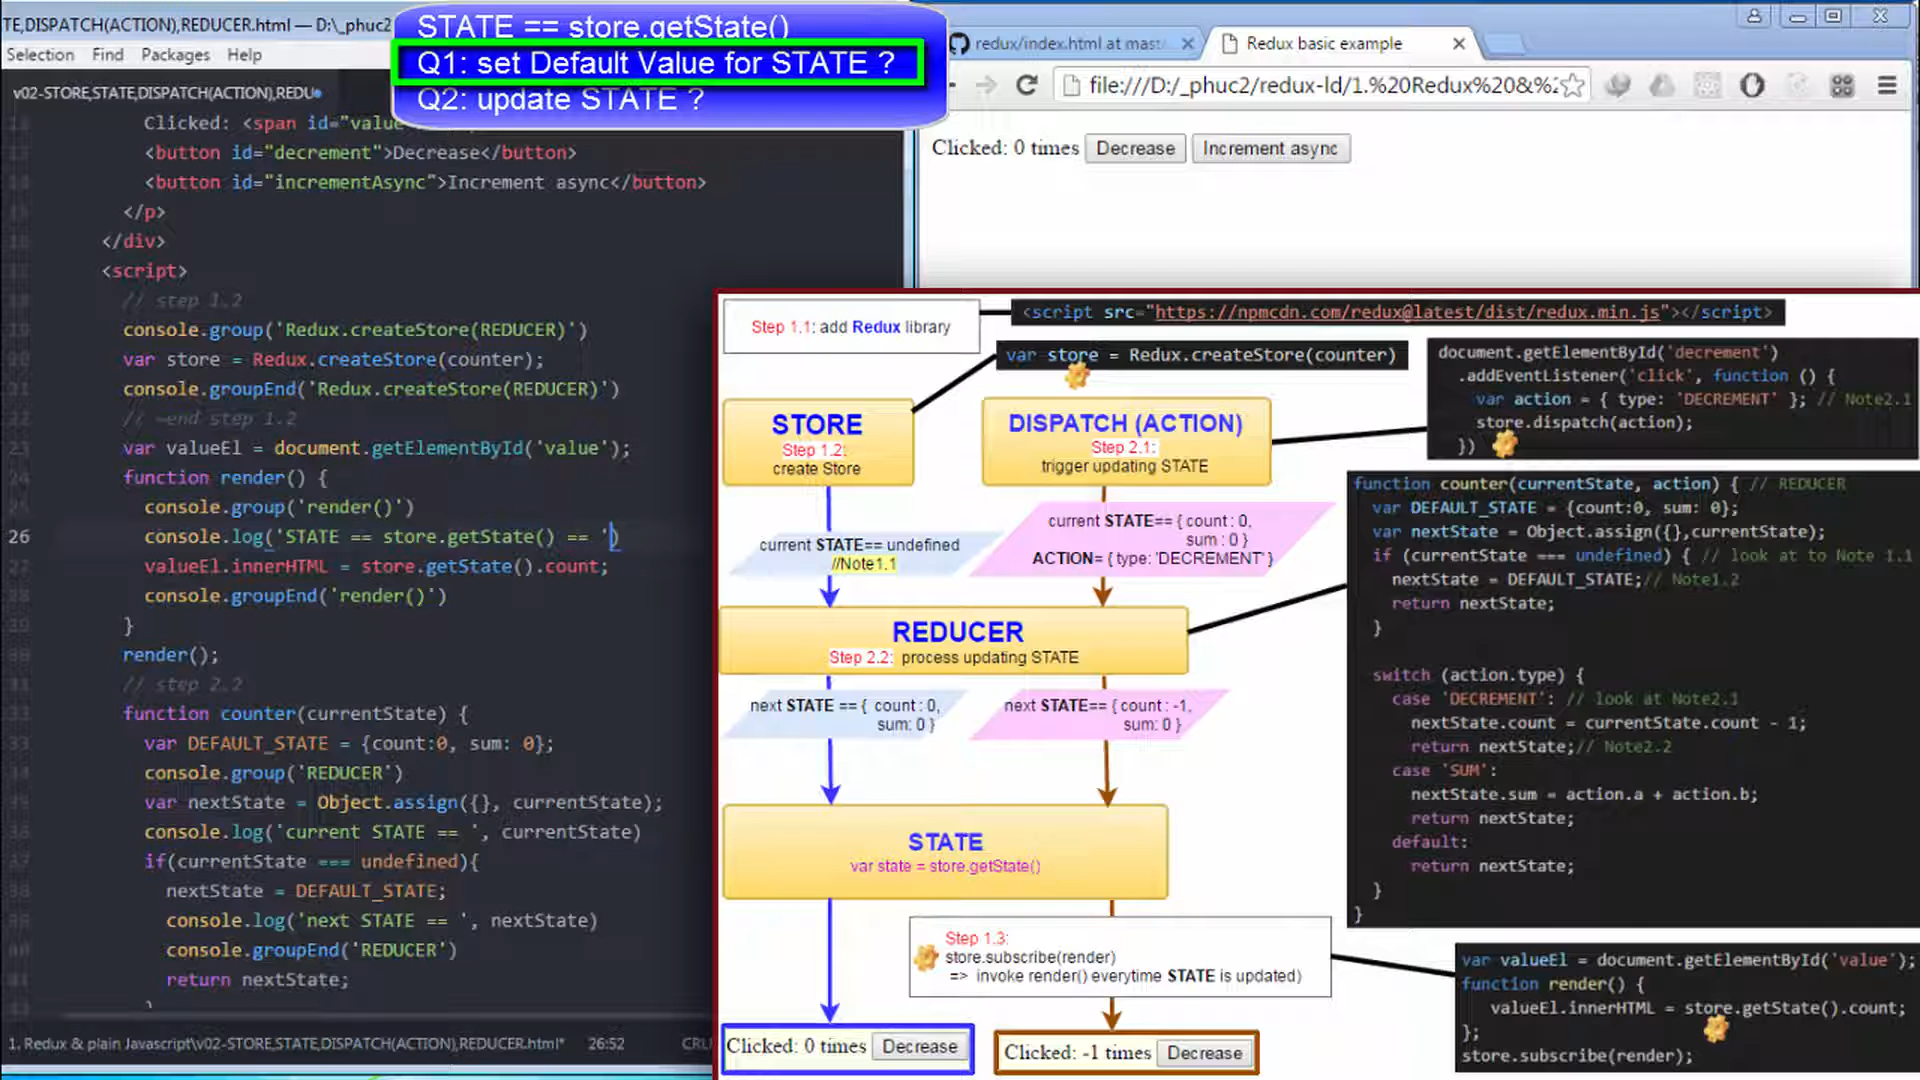 TE,DISPATCH(ACTION),REDUCER.html — D:\_phuc2
Selection Find Packages Help
STATE == store.getState()
Q1: set Default Value for STATE ?
Q2: update STATE ?
redux/index.html at mast
Redux basic example
file:///D:/_phuc2/redux-ld/1.%20Redux%20&%2
v02-STORE,STATE,DISPATCH(ACTION),REDU
Clicked: <span id="value
<button id="decrement">Decrease</button>
<button id="incrementAsync">Increment async</button>
</p>
</div>
<script>
// step 1.2
console.group('Redux.createStore(REDUCER)')
var store = Redux.createStore(counter);
console.groupEnd('Redux.createStore(REDUCER)')
// —end step 1.2
var valueEl = document.getElementById('value');
function render() {
console.group('render()')
26 console.log('STATE == store.getState() == ')
valueEl.innerHTML = store.getState().count;
console.groupEnd('render()')
}
render();
// step 2.2
function counter(currentState) {
var DEFAULT_STATE = {count:0, sum: 0};
console.group('REDUCER')
var nextState = Object.assign({}, currentState);
console.log('current STATE == ', currentState)
if(currentState === undefined){
nextState = DEFAULT_STATE;
console.log('next STATE == ', nextState)
console.groupEnd('REDUCER')
return nextState;
1. Redux & plain Javascript\v02-STORE,STATE,DISPATCH(ACTION),REDUCER.html* 26:52 CRL
Clicked: 0 times Decrease Increment async
Step 1.1: add Redux library
<script src="https://npmcdn.com/redux@latest/dist/redux.min.js"></script>
var store = Redux.createStore(counter)
STORE
Step 1.2:
create Store
DISPATCH (ACTION)
Step 2.1:
trigger updating STATE
document.getElementById('decrement')
.addEventListener('click', function () {
var action = { type: 'DECREMENT' }; // Note2.1
store.dispatch(action);
})
current STATE== undefined
//Note1.1
current STATE== { count : 0,
sum : 0 }
ACTION= { type: 'DECREMENT' }
REDUCER
Step 2.2: process updating STATE
function counter(currentState, action) { // REDUCER
var DEFAULT_STATE = {count:0, sum: 0};
var nextState = Object.assign({},currentState);
if (currentState === undefined) { // look at to Note 1.1
nextState = DEFAULT_STATE;// Note1.2
return nextState;
}
switch (action.type) {
case 'DECREMENT': // look at Note2.1
nextState.count = currentState.count - 1;
return nextState;// Note2.2
case 'SUM':
nextState.sum = action.a + action.b;
return nextState;
default:
return nextState;
}
}
next STATE == { count : 0,
sum: 0 }
next STATE== { count : -1,
sum: 0 }
STATE
var state = store.getState()
Step 1.3:
store.subscribe(render)
=> invoke render() everytime STATE is updated)
var valueEl = document.getElementById('value');
function render() {
valueEl.innerHTML = store.getState().count;
};
store.subscribe(render);
Clicked: 0 times Decrease
Clicked: -1 times Decrease